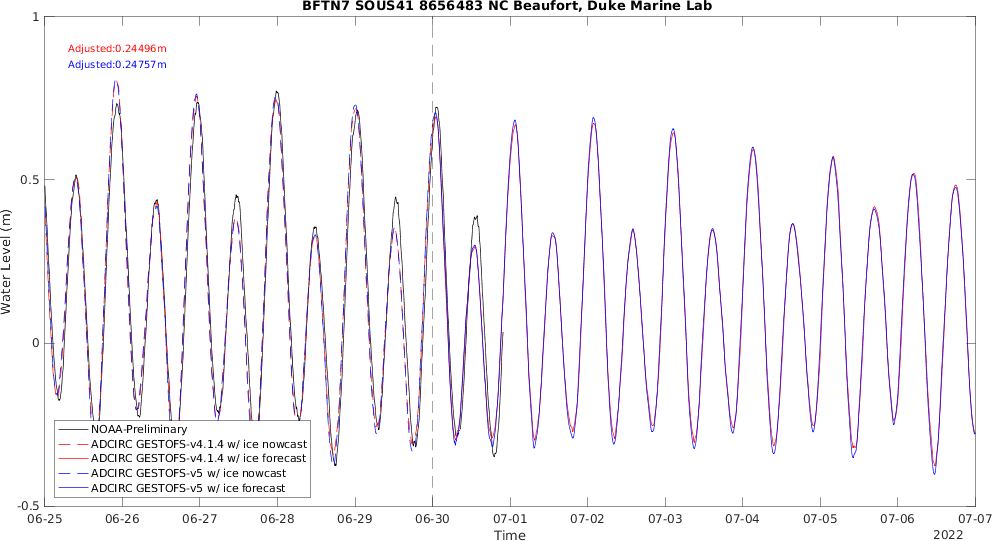 BFTN7 SOUS41 8656483 NC Beaufort, Duke Marine Lab
Adjusted:0.24496m
Adjusted:0.24757m
1
0.5
0
-0.5
Water Level (m)
NOAA-Preliminary
ADCIRC GESTOFS-v4.1.4 w/ ice nowcast
ADCIRC GESTOFS-v4.1.4 w/ ice forecast
ADCIRC GESTOFS-v5 w/ ice nowcast
ADCIRC GESTOFS-v5 w/ ice forecast
06-25 06-26 06-27 06-28 06-29 06-30 07-01 07-02 07-03 07-04 07-05 07-06 07-07
Time
2022